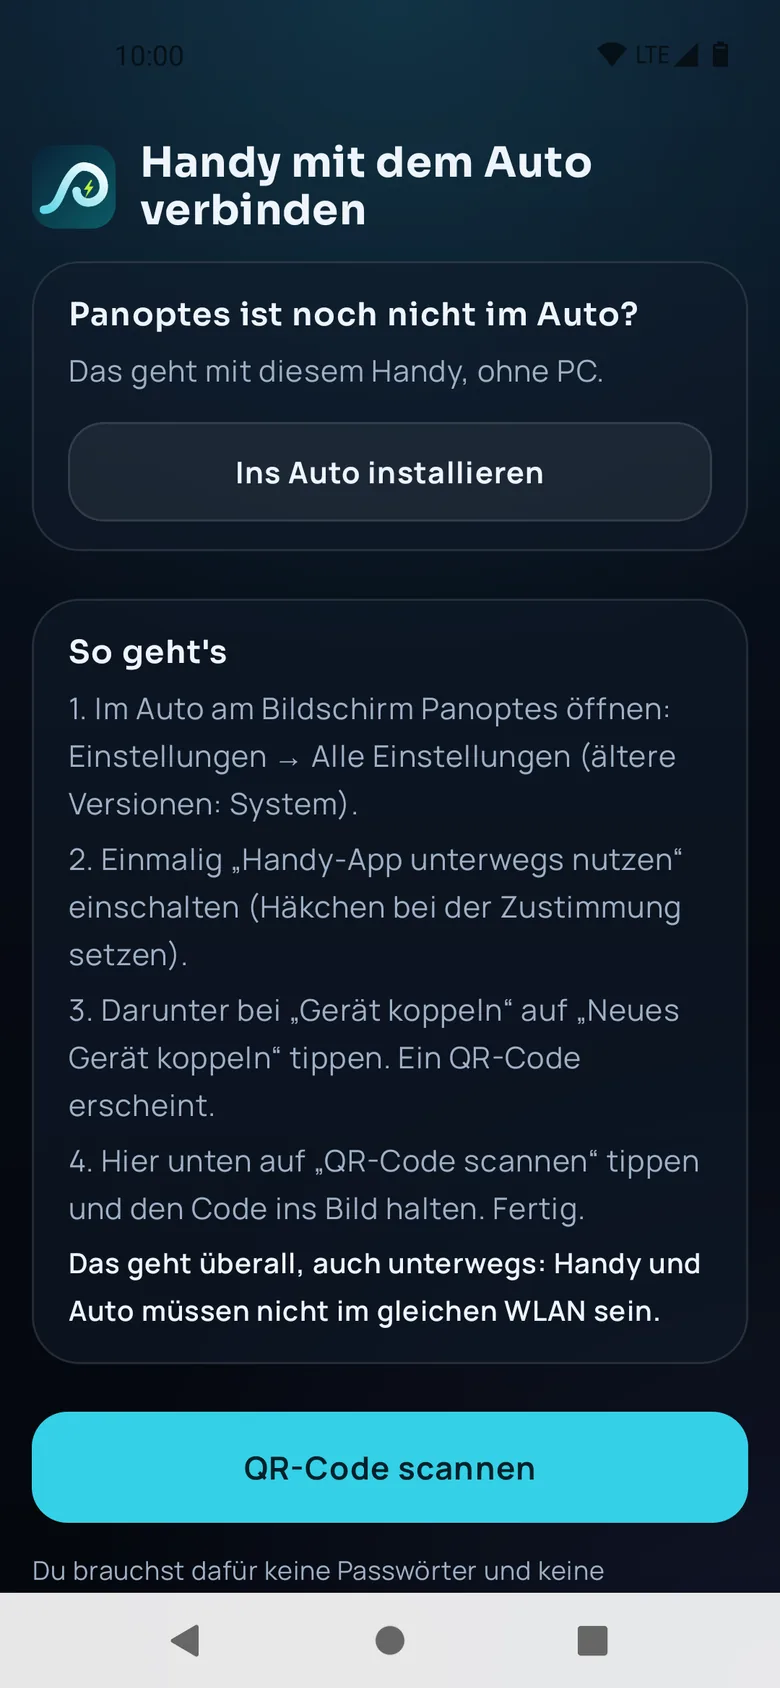 10:00
LTE
Handy mit dem Auto
verbinden
Panoptes ist noch nicht im Auto?
Das geht mit diesem Handy, ohne PC.
Ins Auto installieren
So geht's
1. Im Auto am Bildschirm Panoptes öffnen:
Einstellungen → Alle Einstellungen (ältere
Versionen: System).
2. Einmalig „Handy-App unterwegs nutzen“
einschalten (Häkchen bei der Zustimmung
setzen).
3. Darunter bei „Gerät koppeln“ auf „Neues
Gerät koppeln“ tippen. Ein QR-Code
erscheint.
4. Hier unten auf „QR-Code scannen“ tippen
und den Code ins Bild halten. Fertig.
Das geht überall, auch unterwegs: Handy und
Auto müssen nicht im gleichen WLAN sein.
QR-Code scannen
Du brauchst dafür keine Passwörter und keine